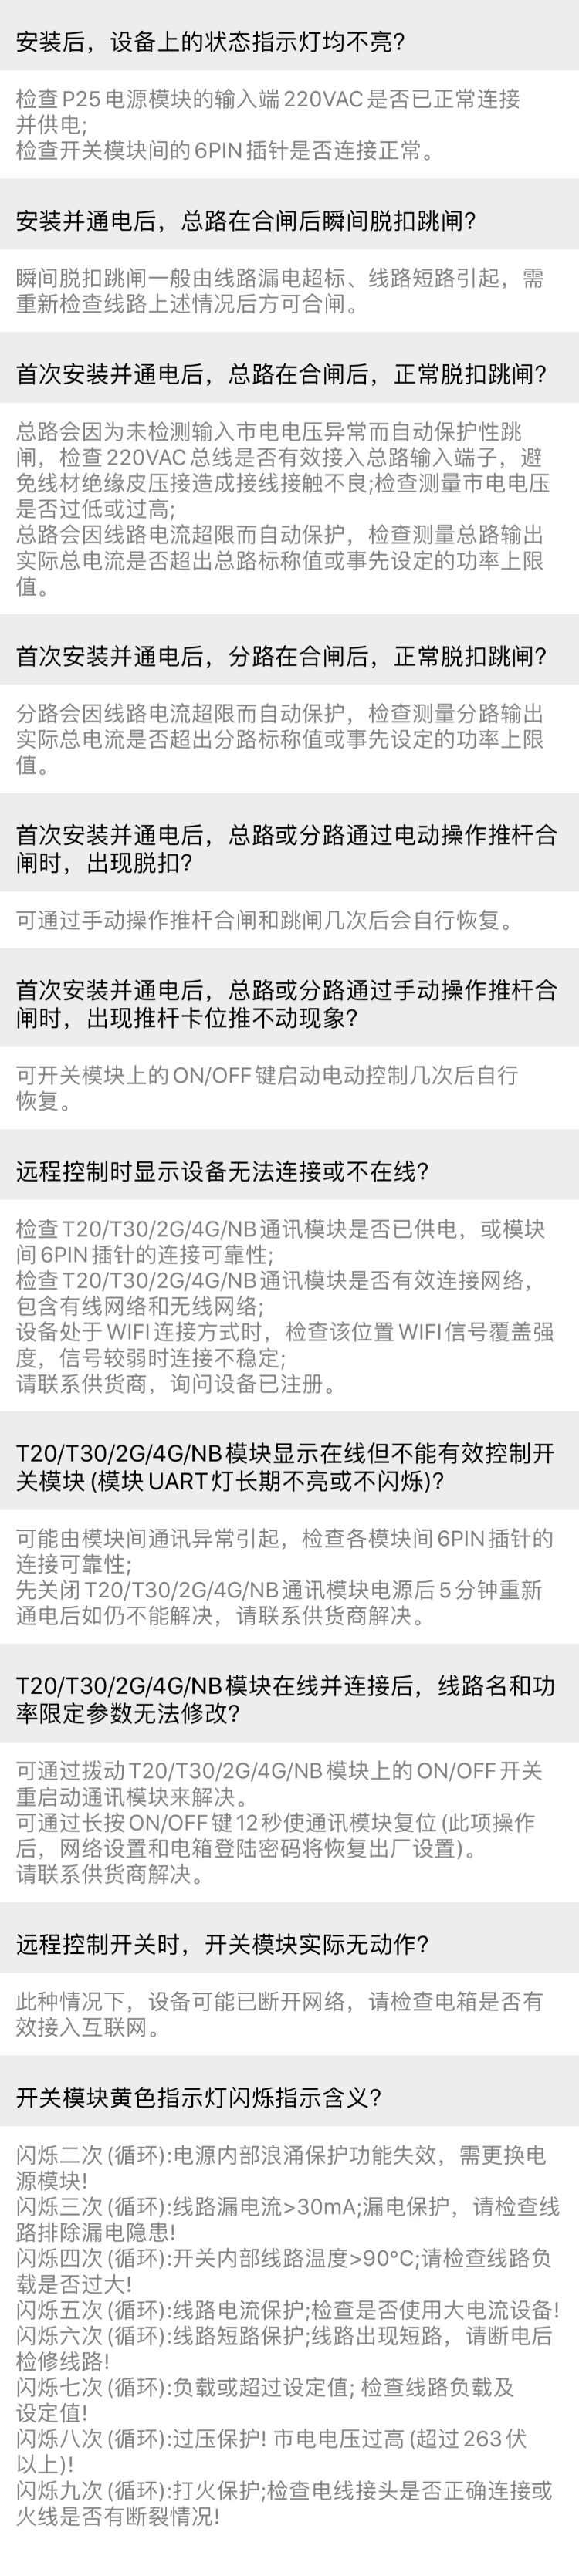 安装后，设备上的状态指示灯均不亮?
检查P25电源模块的输入端220VAC是否已正常连接
并供电;
检查开关模块间的6PIN插针是否连接正常。
安装并通电后，总路在合闸后瞬间脱扣跳闸?
瞬间脱扣跳闸一般由线路漏电超标、线路短路引起，需
重新检查线路上述情况后方可合闸。
首次安装并通电后，总路在合闸后，正常脱扣跳闸?
总路会因为未检测输入市电电压异常而自动保护性跳
闸，检查220VAC总线是否有效接入总路输入端子，避
免线材绝缘皮压接造成接线接触不良;检查测量市电电压
是否过低或过高;
总路会因线路电流超限而自动保护，检查测量总路输出
实际总电流是否超出总路标称值或事先设定的功率上限
值。
首次安装并通电后，分路在合闸后，正常脱扣跳闸?
分路会因线路电流超限而自动保护，检查测量分路输出
实际总电流是否超出分路标称值或事先设定的功率上限
值。
首次安装并通电后，总路或分路通过电动操作推杆合
闸时，出现脱扣?
可通过手动操作推杆合闸和跳闸几次后会自行恢复。
首次安装并通电后，总路或分路通过手动操作推杆合
闸时，出现推杆卡位推不动现象?
可开关模块上的ON/OFF键启动电动控制几次后自行
恢复。
远程控制时显示设备无法连接或不在线?
检查T20/T30/2G/4G/NB通讯模块是否已供电，或模块
间6PIN插针的连接可靠性;
检查T20/T30/2G/4G/NB通讯模块是否有效连接网络，
包含有线网络和无线网络;
设备处于WIFI连接方式时，检查该位置WIFI信号覆盖强
度，信号较弱时连接不稳定;
请联系供货商，询问设备已注册。
T20/T30/2G/4G/NB模块显示在线但不能有效控制开
关模块(模块UART灯长期不亮或不闪烁)?
可能由模块间通讯异常引起，检查各模块间6PIN插针的
连接可靠性;
先关闭T20/T30/2G/4G/NB通讯模块电源后5分钟重新
通电后如仍不能解决，请联系供货商解决。
T20/T30/2G/4G/NB模块在线并连接后，线路名和功
率限定参数无法修改?
可通过拨动T20/T30/2G/4G/NB模块上的ON/OFF开关
重启动通讯模块来解决。
可通过长按ON/OFF键12秒使通讯模块复位(此项操作
后，网络设置和电箱登陆密码将恢复出厂设置)。
请联系供货商解决。
远程控制开关时，开关模块实际无动作?
此种情况下，设备可能已断开网络，请检查电箱是否有
效接入互联网。
开关模块黄色指示灯闪烁指示含义?
闪烁二次(循环):电源内部浪涌保护功能失效，需更换电
源模块!
闪烁三次(循环):线路漏电流>30mA;漏电保护，请检查线
路排除漏电隐患!
闪烁四次(循环):开关内部线路温度>90°C;请检查线路负
载是否过大!
闪烁五次(循环):线路电流保护;检查是否使用大电流设备!
闪烁六次(循环):线路短路保护;线路出现短路，请断电后
检修线路!
闪烁七次(循环):负载或超过设定值; 检查线路负载及
设定值!
闪烁八次(循环):过压保护! 市电电压过高(超过263伏
以上)!
闪烁九次(循环):打火保护;检查电线接头是否正确连接或
火线是否有断裂情况!